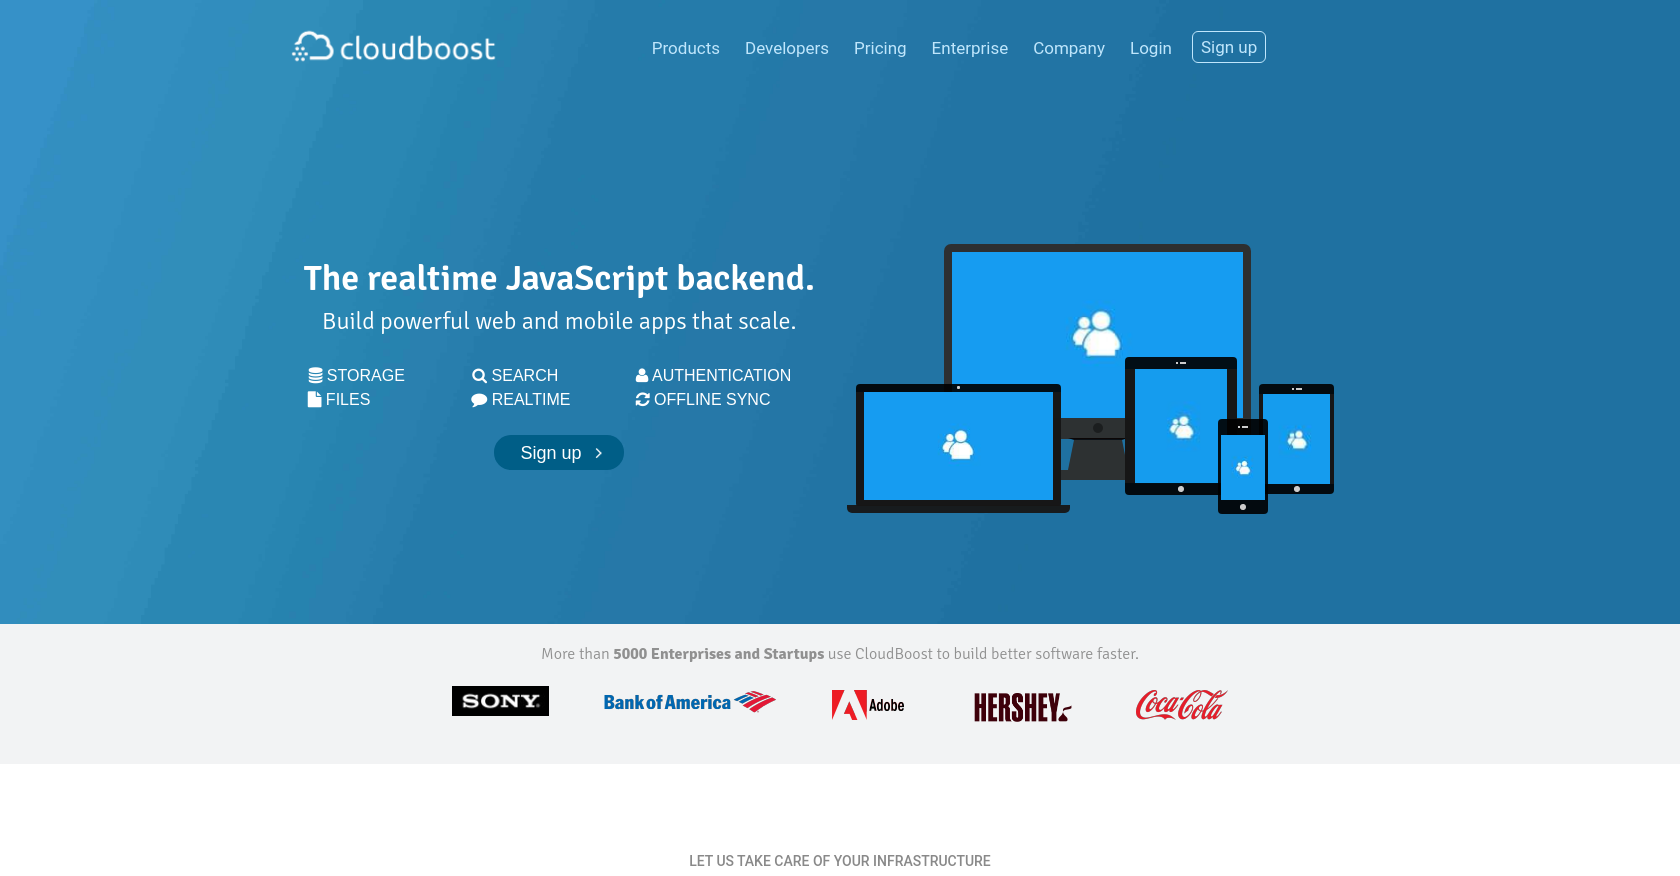 cloudboost
Products Developers Pricing Enterprise Company Login Sign up
The realtime JavaScript backend.
Build powerful web and mobile apps that scale.
STORAGE SEARCH AUTHENTICATION
FILES REALTIME OFFLINE SYNC
Sign up
More than 5000 Enterprises and Startups use CloudBoost to build better software faster.
SONY Bank of America Adobe HERSHEY Coca-Cola
LET US TAKE CARE OF YOUR INFRASTRUCTURE